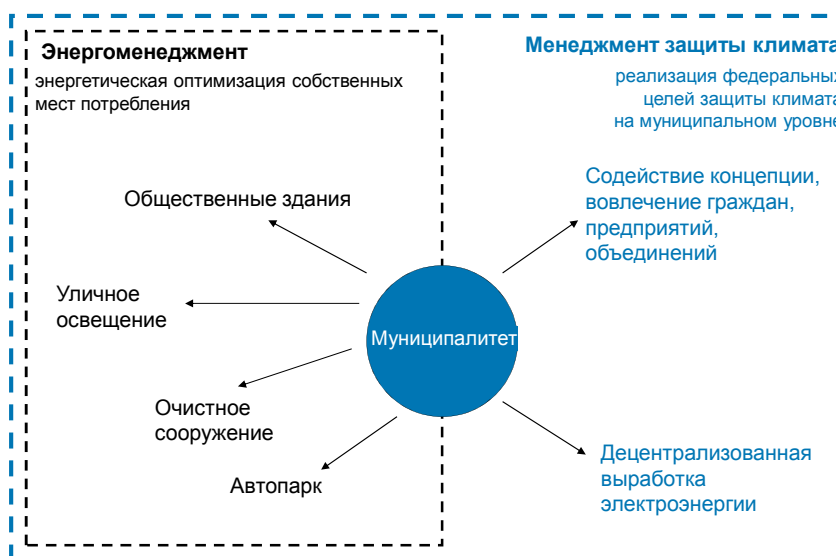 Энергоменеджмент
энергетическая оптимизация собственных
мест потребления
Менеджмент защиты климата
реализация федеральных
целей защиты климата
на муниципальном уровне
Общественные здания
Уличное
освещение
Очистное
сооружение
Автопарк
Муниципалитет
Содействие концепции,
вовлечение граждан,
предприятий,
объединений
Децентрализованная
выработка
электроэнергии